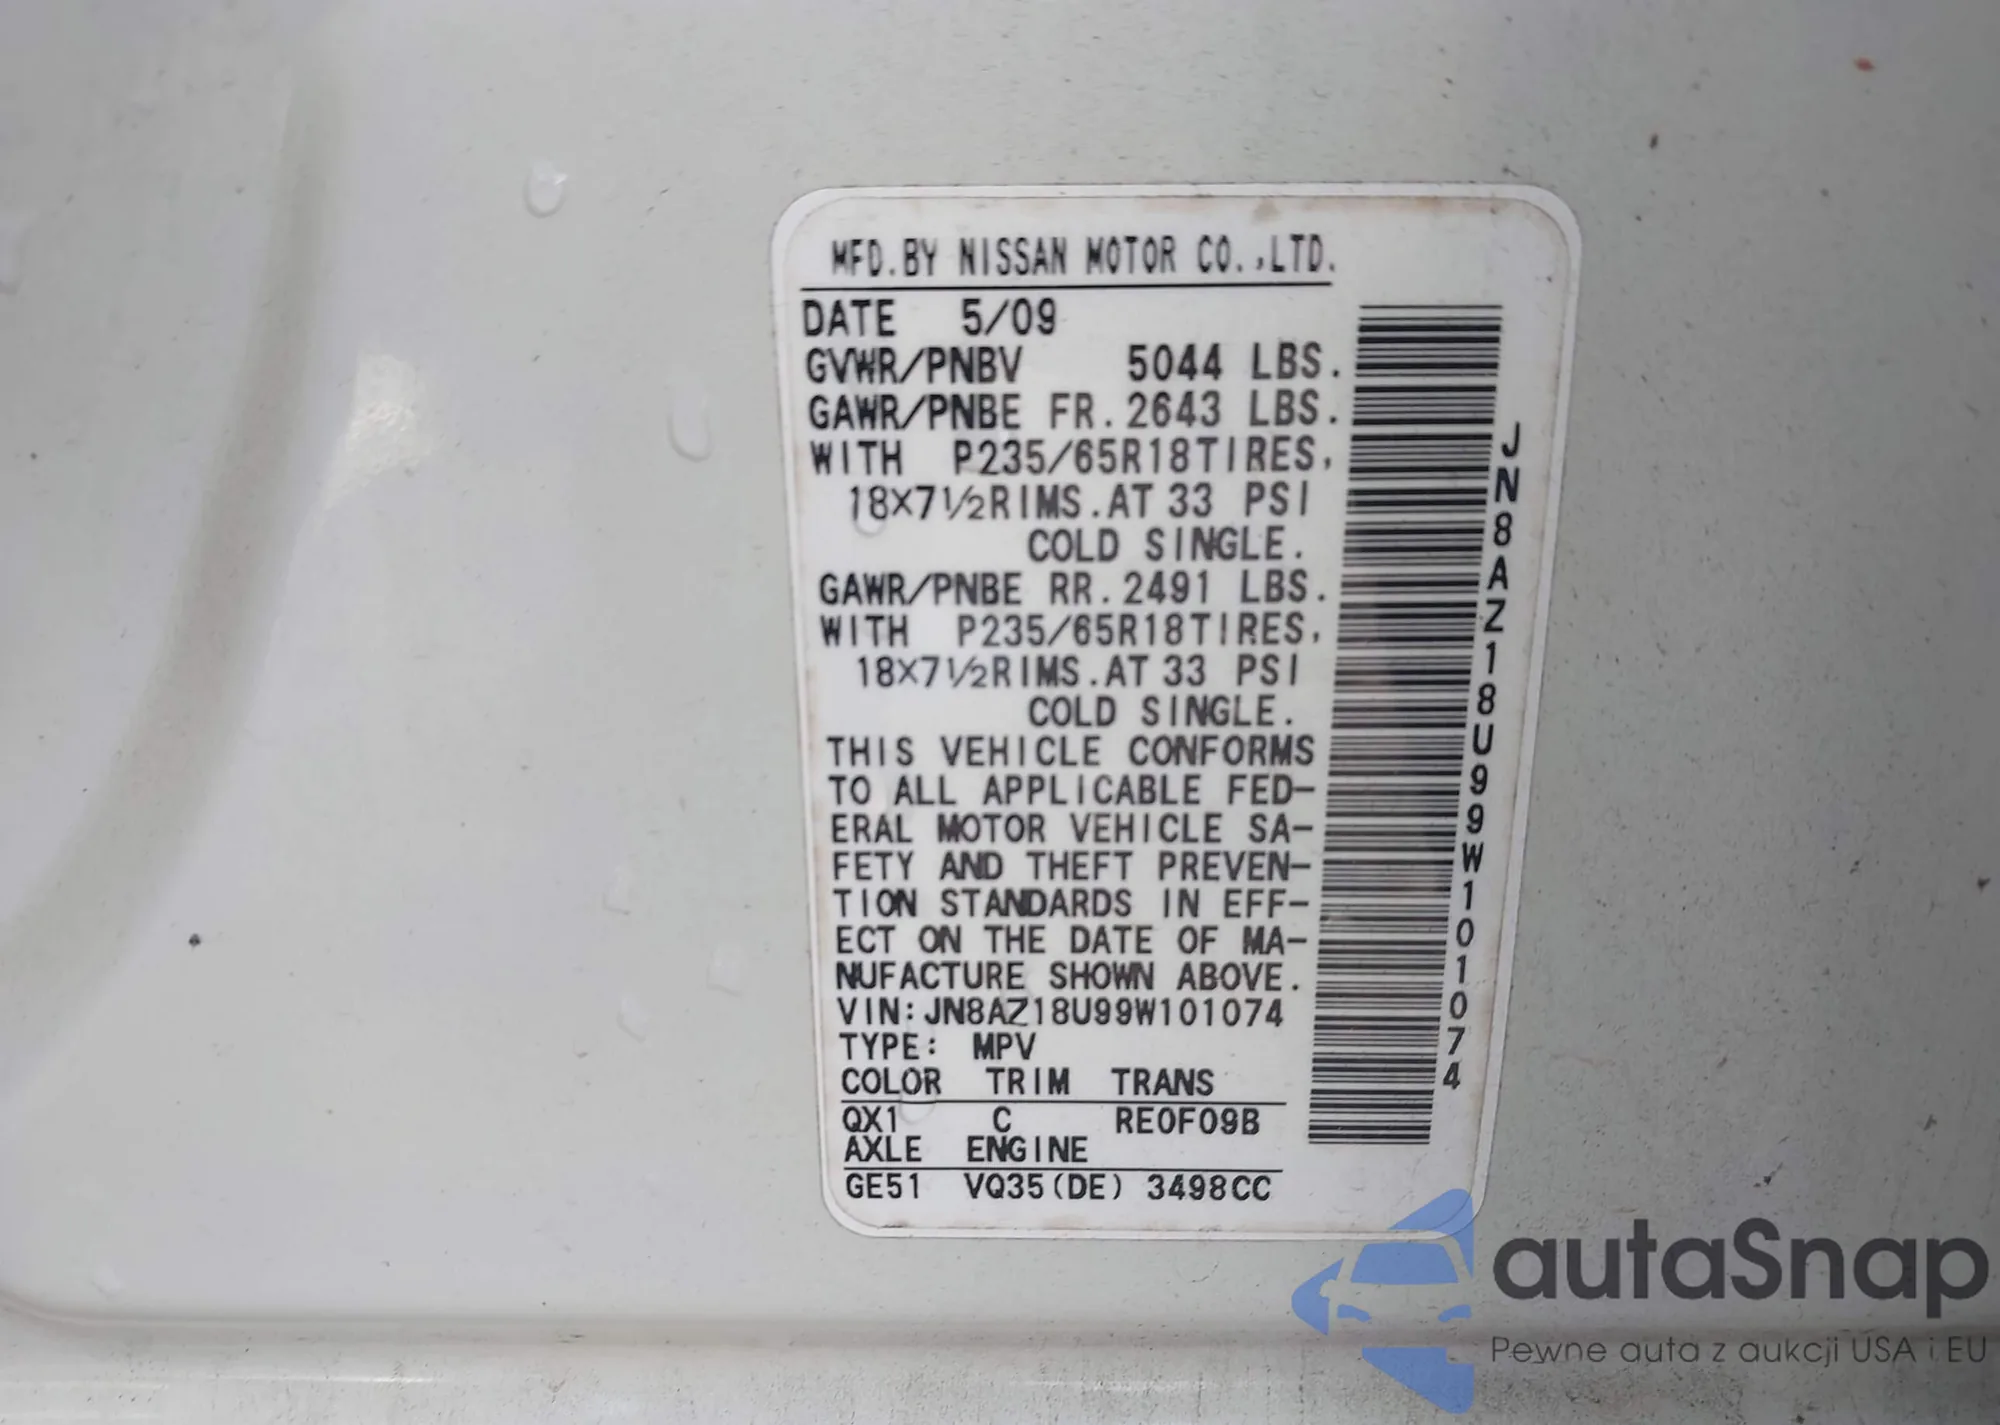 MFD.BY NISSAN MOTOR CO.,LTD.
DATE 5/09
GVWR/PNBV 5044 LBS.
GAWR/PNBE FR.2643 LBS.
WITH P235/65R18TIRES,
18X7½RIMS.AT 33 PSI
COLD SINGLE.
GAWR/PNBE RR.2491 LBS.
WITH P235/65R18TIRES,
18X7½RIMS.AT 33 PSI
COLD SINGLE.
THIS VEHICLE CONFORMS
TO ALL APPLICABLE FED-
ERAL MOTOR VEHICLE SA-
FETY AND THEFT PREVEN-
TION STANDARDS IN EFF-
ECT ON THE DATE OF MA-
NUFACTURE SHOWN ABOVE.
VIN:JN8AZ18U99W101074
TYPE: MPV
COLOR TRIM TRANS
QX1 C RE0F09B
AXLE ENGINE
GE51 VQ35(DE) 3498CC
JN8AZ18U99W101074
autaSnap
Pewne auta z aukcji USA i EU